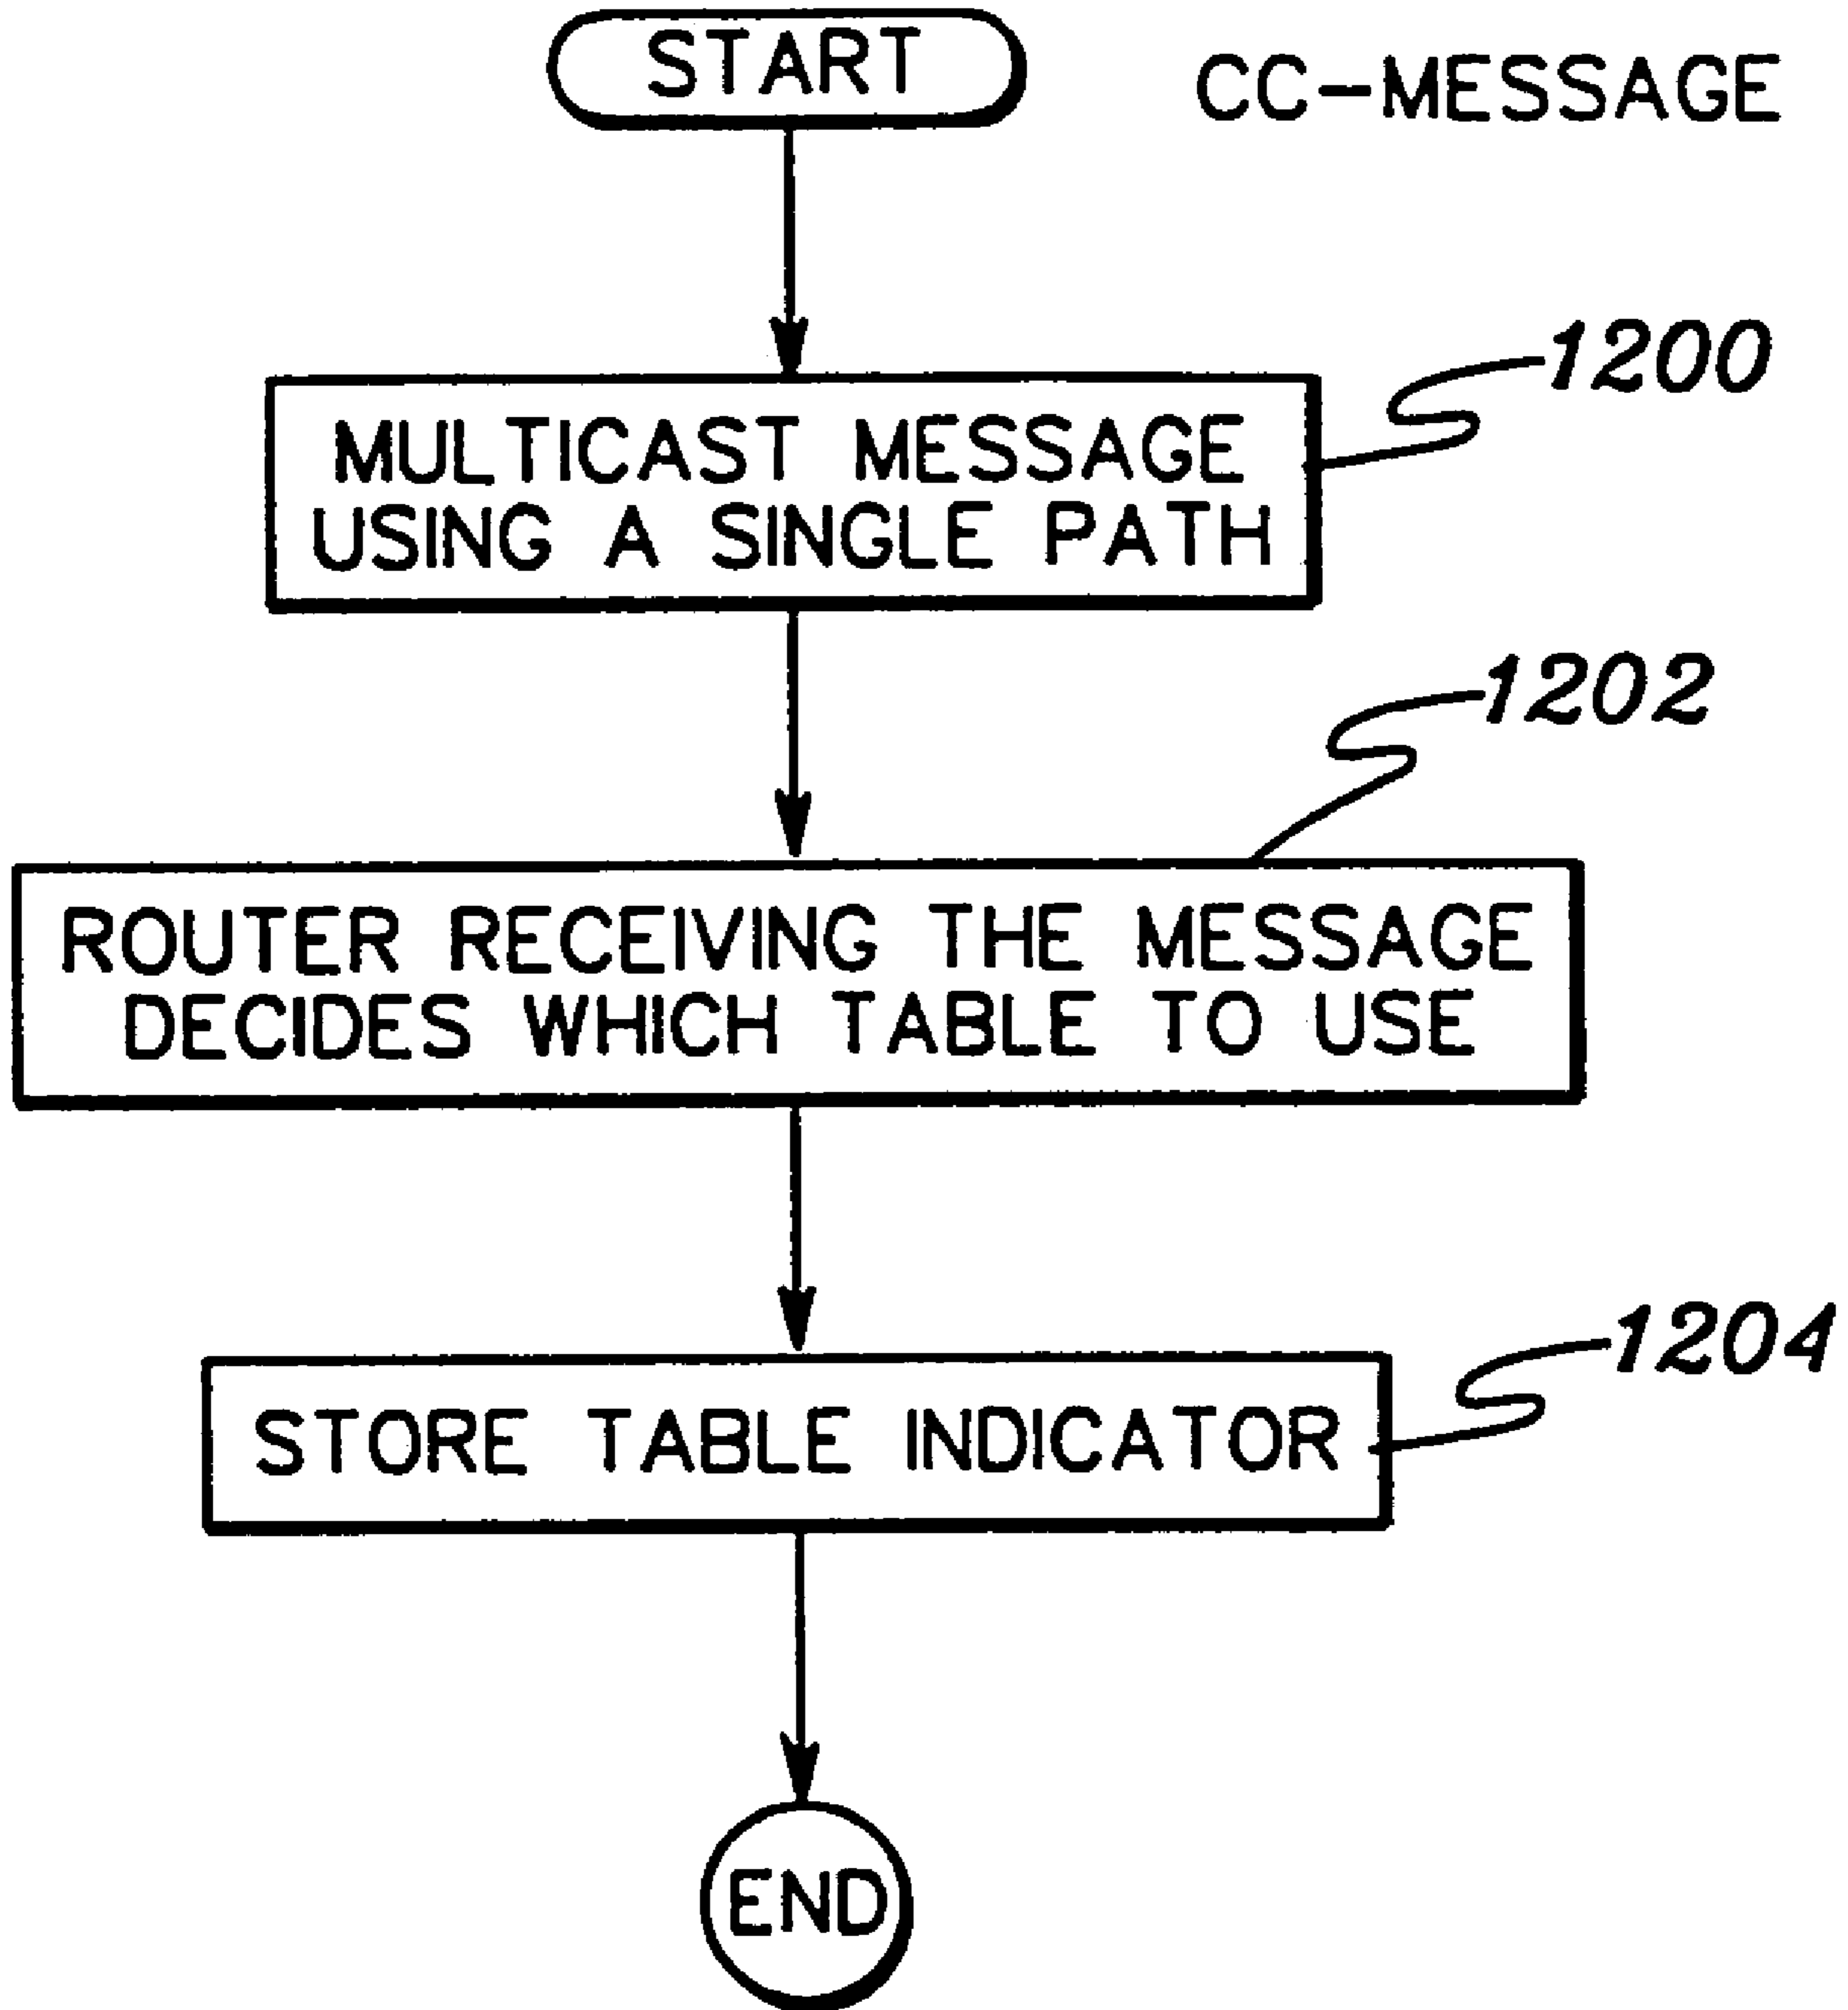 START
CC-MESSAGE
1200
MULTICAST MESSAGE
USING A SINGLE PATH
1202
ROUTER RECEIVING THE MESSAGE
DECIDES WHICH TABLE TO USE
1204
STORE TABLE INDICATOR
END